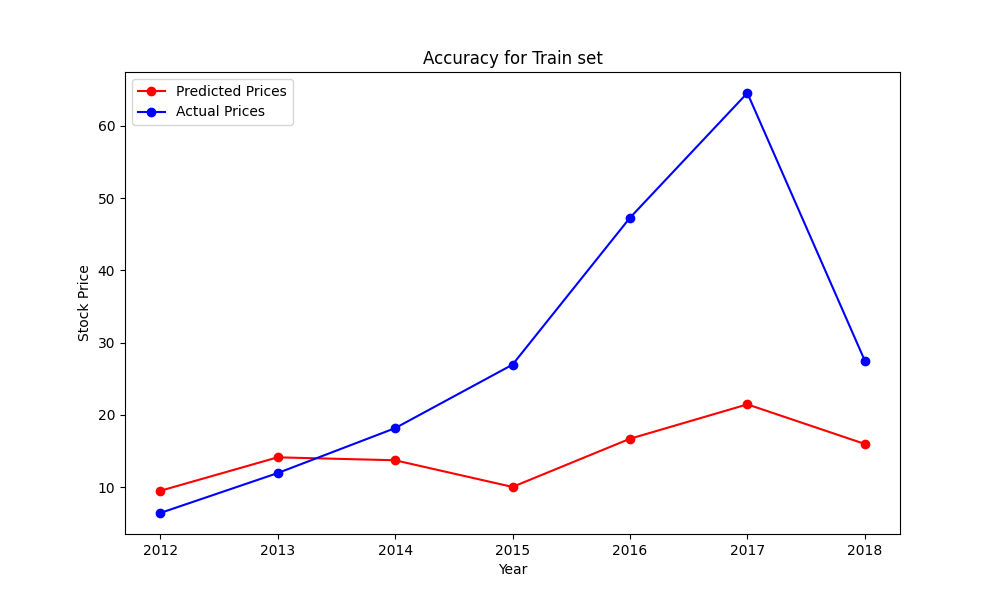 Accuracy for Train set
Predicted Prices
Actual Prices
Stock Price
60
50
40
30
20
10
2012 2013 2014 2015 2016 2017 2018
Year